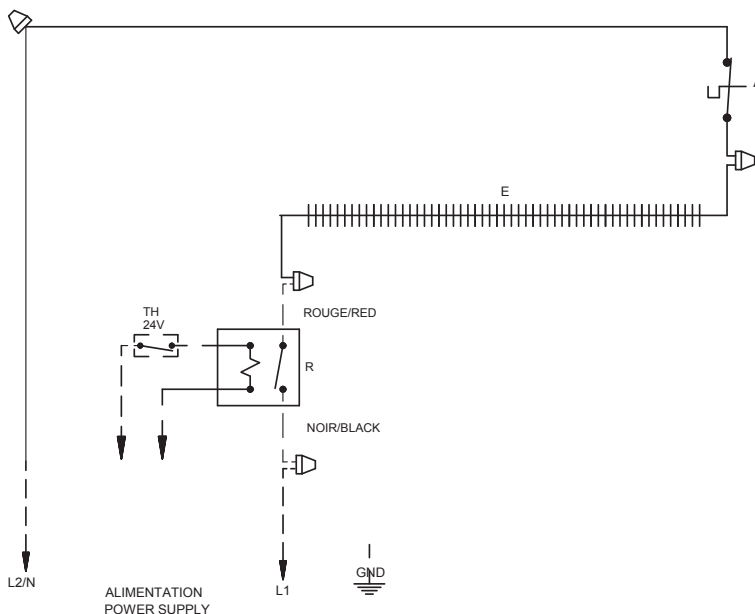 A
E
TH
24V
ROUGE/RED
R
NOIR/BLACK
L2/N
ALIMENTATION
POWER SUPPLY
L1
GND